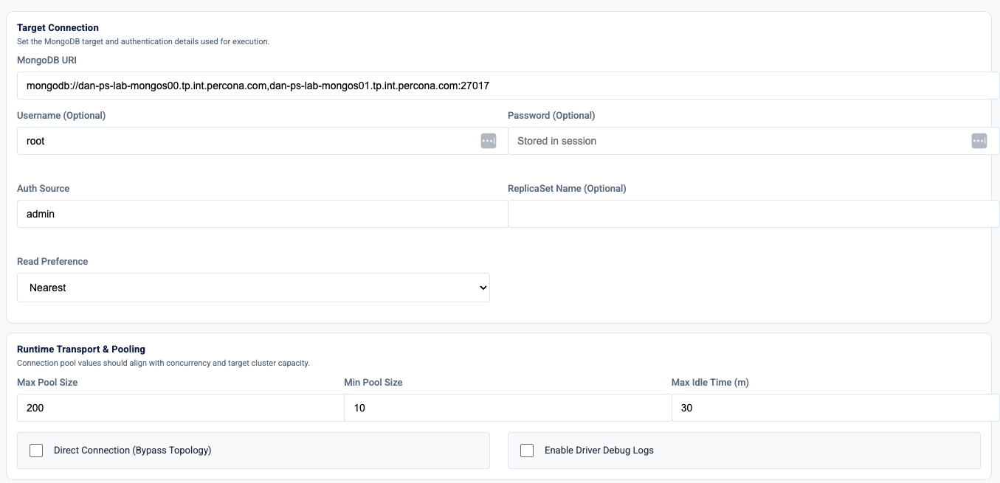 Target Connection
Set the MongoDB target and authentication details used for execution.
MongoDB URI
mongodb://dan-ps-lab-mongos00.tp.int.percona.com,dan-ps-lab-mongos01.tp.int.percona.com:27017
Username (Optional) Password (Optional)
root Stored in session
Auth Source ReplicaSet Name (Optional)
admin
Read Preference
Nearest
Runtime Transport & Pooling
Connection pool values should align with concurrency and target cluster capacity.
Max Pool Size Min Pool Size Max Idle Time (m)
200 10 30
Direct Connection (Bypass Topology) Enable Driver Debug Logs